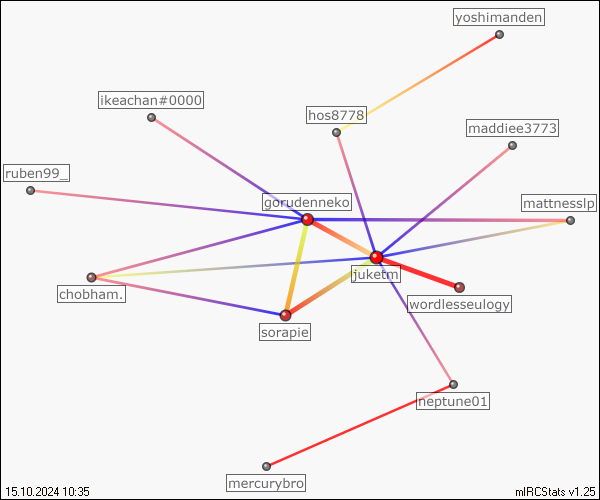 yoshimanden
ikeachan#0000
hos8778
maddiee3773
ruben99_
gorudenneko
mattnesslp
juketm
chobham.
wordlesseulogy
sorapie
neptune01
mercurybro
15.10.2024 10:35
mIRCStats v1.25